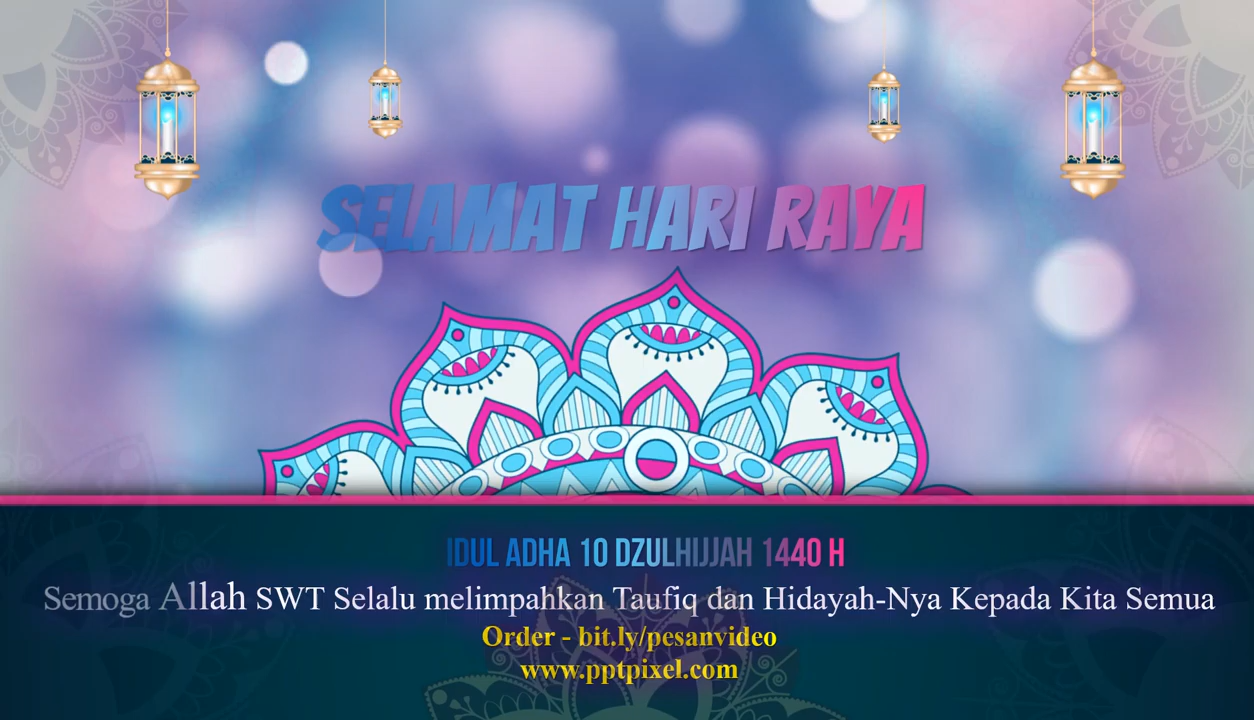 SELAMAT HARI RAYA
IDUL ADHA 10 DZULHIJJAH 1440 H
Semoga Allah SWT Selalu melimpahkan Taufiq dan Hidayah-Nya Kepada Kita Semua
Order - bit.ly/pesanvideo
www.pptpixel.com